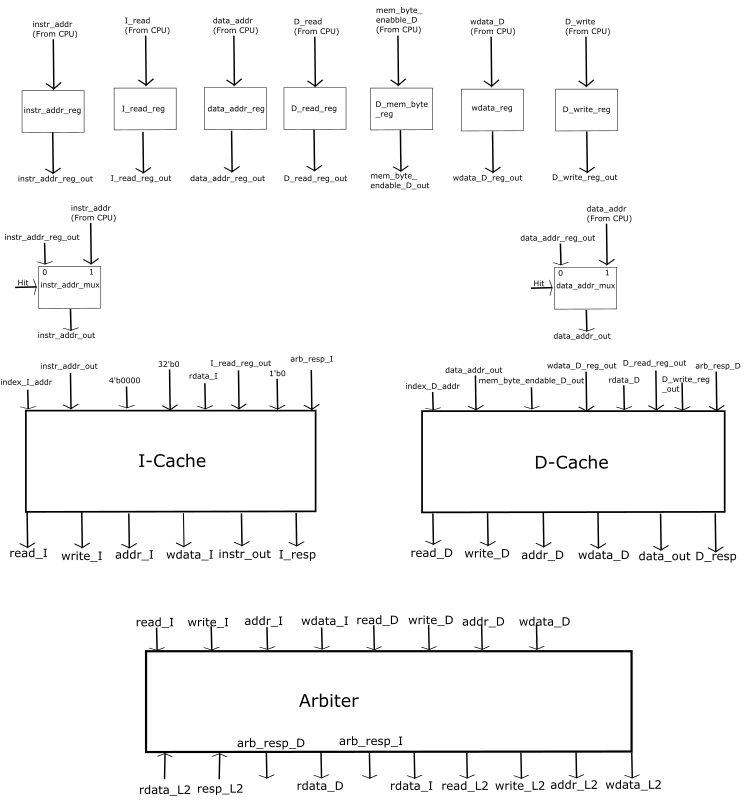 instr_addr
(From CPU)
I_read
(From CPU)
data_addr
(From CPU)
D_read
(From CPU)
mem_byte_
enabble_D
(From CPU)
wdata_D
(From CPU)
D_write
(From CPU)
instr_addr_reg
I_read_reg
data_addr_reg
D_read_reg
D_mem_byte
_reg
wdata_reg
D_write_reg
instr_addr_reg_out
I_read_reg_out
data_addr_reg_out
D_read_reg_out
mem_byte_
endable_D_out
wdata_D_reg_out
D_write_reg_out
instr_addr
(From CPU)
instr_addr_reg_out
0 1
Hit
instr_addr_mux
instr_addr_out
data_addr
(From CPU)
data_addr_reg_out
0 1
Hit
data_addr_mux
data_addr_out
index_I_addr
instr_addr_out
4'b0000
32'b0
rdata_I
I_read_reg_out
1'b0
arb_resp_I
I-Cache
read_I
write_I
addr_I
wdata_I
instr_out
I_resp
index_D_addr
data_addr_out
mem_byte_endable_D_out
wdata_D_reg_out
rdata_D
D_read_reg_out
D_write_reg
_out
arb_resp_D
D-Cache
read_D
write_D
addr_D
wdata_D
data_out
D_resp
read_I
write_I
addr_I
wdata_I
read_D
write_D
addr_D
wdata_D
Arbiter
arb_resp_D
arb_resp_I
rdata_L2
resp_L2
rdata_D
rdata_I
read_L2
write_L2
addr_L2
wdata_L2